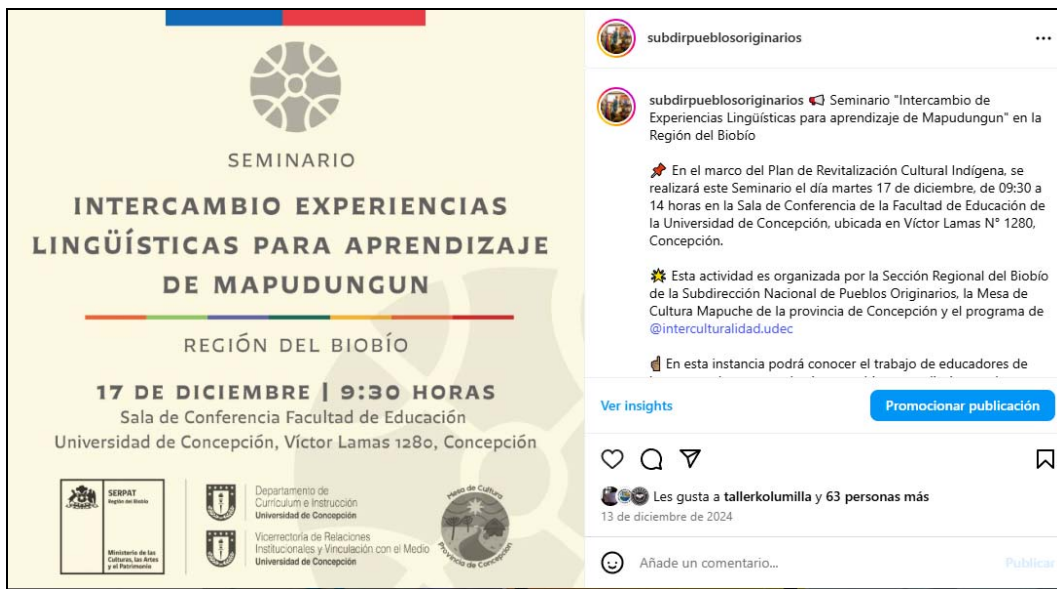 SEMINARIO
INTERCAMBIO EXPERIENCIAS
LINGÜÍSTICAS PARA APRENDIZAJE
DE MAPUDUNGUN
REGIÓN DEL BIOBÍO
17 DE DICIEMBRE | 9:30 HORAS
Sala de Conferencia Facultad de Educación
Universidad de Concepción, Víctor Lamas 1280, Concepción
SERPAT
Región del Biobío
Ministerio de las
Culturas, las Artes
y el Patrimonio
Departamento de
Curriculum e Instrucción
Universidad de Concepción
Vicerrectoría de Relaciones
Institucionales y Vinculación con el Medio
Universidad de Concepción
Mesa de Cultura
Provincia de Concepción
subdirpueblosoriginarios
subdirpueblosoriginarios 📢 Seminario "Intercambio de
Experiencias Lingüísticas para aprendizaje de Mapudungun" en la
Región del Biobío
📌 En el marco del Plan de Revitalización Cultural Indígena, se
realizará este Seminario el día martes 17 de diciembre, de 09:30 a
14 horas en la Sala de Conferencia de la Facultad de Educación de
la Universidad de Concepción, ubicada en Víctor Lamas N° 1280,
Concepción.
Esta actividad es organizada por la Sección Regional del Biobío
de la Subdirección Nacional de Pueblos Originarios, la Mesa de
Cultura Mapuche de la provincia de Concepción y el programa de
@interculturalidad.udec
En esta instancia podrá conocer el trabajo de educadores de
Ver insights
Promocionar publicación
Les gusta a tallerkolumilla y 63 personas más
13 de diciembre de 2024
Añade un comentario...
Publicar